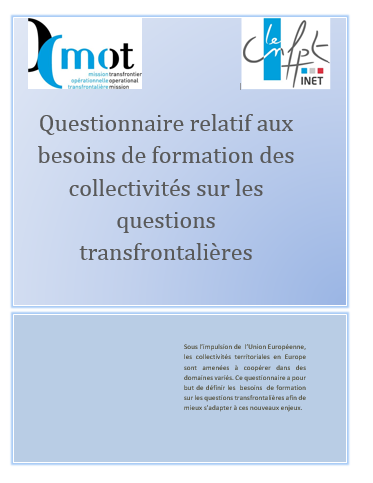 mot
mission transfrontier
opérationnelle operational
transfrontalière mission
le
cnfpt
INET
Questionnaire relatif aux
besoins de formation des
collectivités sur les
questions
transfrontalières
Sous l'impulsion de l'Union Européenne,
les collectivités territoriales en Europe
sont amenées à coopérer dans des
domaines variés. Ce questionnaire a pour
but de définir les besoins de formation
sur les questions transfrontalières afin de
mieux s'adapter à ces nouveaux enjeux.